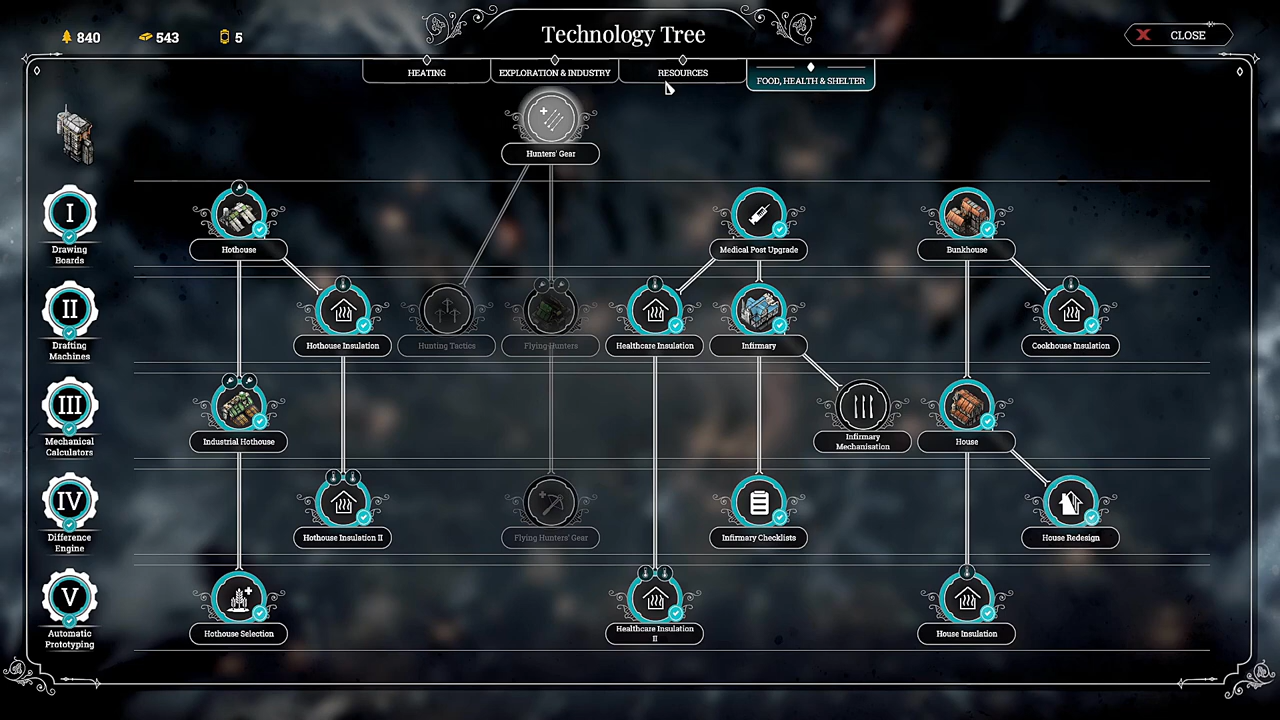 840
543
5
Technology Tree
CLOSE
HEATING
EXPLORATION & INDUSTRY
RESOURCES
FOOD, HEALTH & SHELTER
Hunters' Gear
I
Drawing
Boards
Hothouse
Medical Post Upgrade
Bunkhouse
II
Drafting
Machines
Hothouse Insulation
Hunting Tactics
Flying Hunters
Healthcare Insulation
Infirmary
Cookhouse Insulation
III
Mechanical
Calculators
Industrial Hothouse
Infirmary
Mechanisation
House
IV
Difference
Engine
Hothouse Insulation II
Flying Hunters' Gear
Infirmary Checklists
House Redesign
V
Automatic
Prototyping
Hothouse Selection
Healthcare Insulation
II
House Insulation